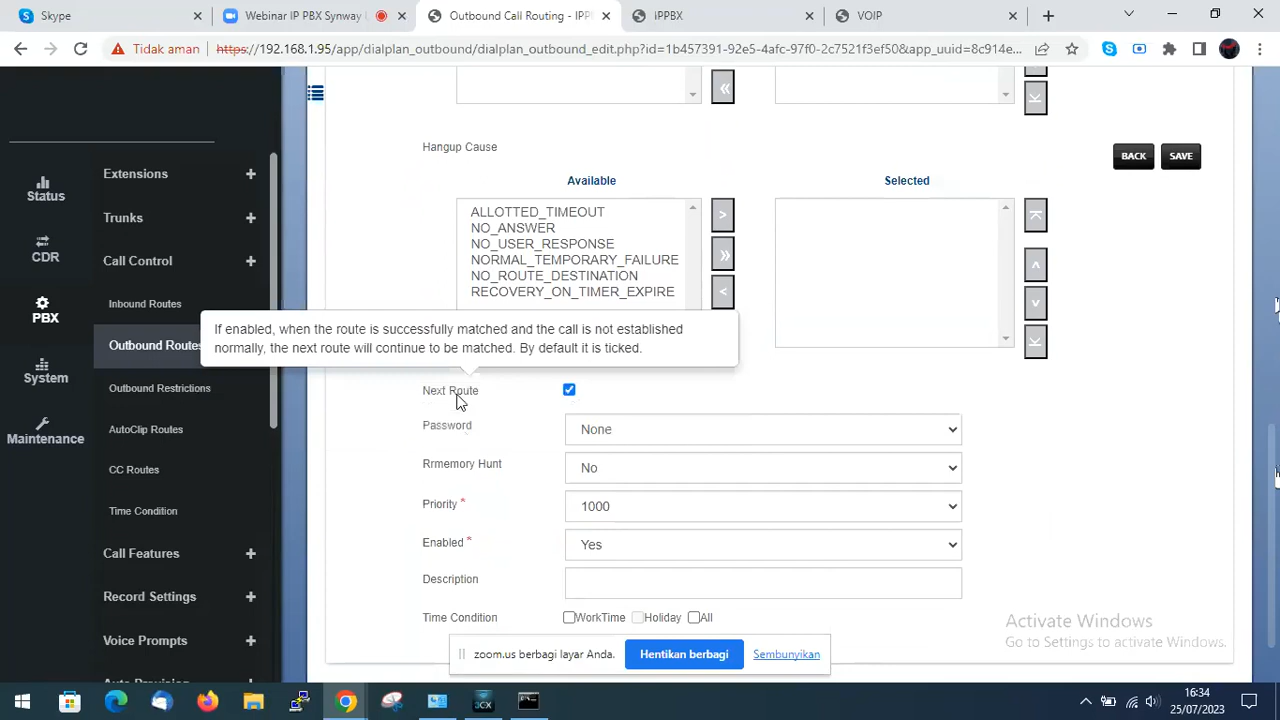 Skype
Webinar IP PBX Synway
Outbound Call Routing - IPP
iPPBX
VOIP
Tidak aman
https://192.168.1.95/app/dialplan_outbound/dialplan_outbound_edit.php?id=1b457391-92e5-4afc-97f0-2c7521f3ef50&app_uuid=8c914e...
Status
CDR
PBX
System
Maintenance
Extensions
Trunks
Call Control
Inbound Routes
Outbound Routes
Outbound Restrictions
AutoClip Routes
CC Routes
Time Condition
Call Features
Record Settings
Voice Prompts
Auto Provision
Hangup Cause
BACK
SAVE
Available
Selected
ALLOTTED_TIMEOUT
NO_ANSWER
NO_USER_RESPONSE
NORMAL_TEMPORARY_FAILURE
NO_ROUTE_DESTINATION
RECOVERY_ON_TIMER_EXPIRE
If enabled, when the route is successfully matched and the call is not established
normally, the next route will continue to be matched. By default it is ticked.
Next Route
Password
None
Rrmemory Hunt
No
Priority *
1000
Enabled *
Yes
Description
Time Condition
WorkTime
Holiday
All
Activate Windows
Go to Settings to activate Windows.
zoom.us berbagi layar Anda.
Hentikan berbagi
Sembunyikan
3CX
16:34
25/07/2023